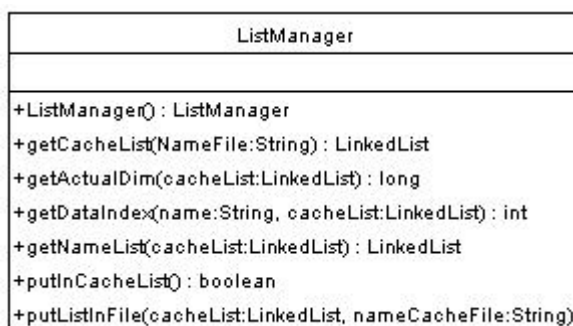 ListManager
+ListManager() : ListManager
+getCacheList(NameFile:String) : LinkedList
+getActualDim(cacheList:LinkedList) : long
+getDataIndex(name:String, cacheList:LinkedList) : int
+getNameList(cacheList:LinkedList) : LinkedList
+putInCacheList() : boolean
+putListInFile(cacheList:LinkedList, nameCacheFile:String)